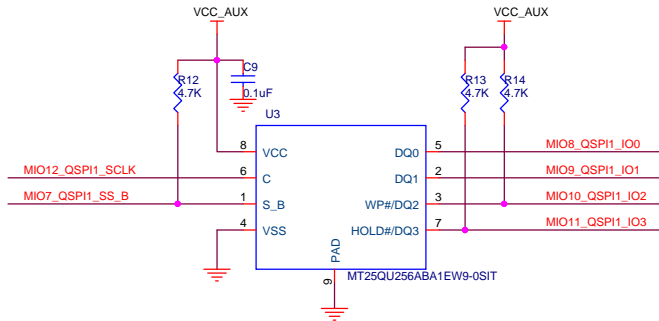 VCC_AUX
VCC_AUX
R12
4.7K
C9
0.1uF
R13
4.7K
R14
4.7K
U3
8
VCC
DQ0
5
MIO8_QSPI1_IO0
MIO12_QSPI1_SCLK
6
C
DQ1
2
MIO9_QSPI1_IO1
MIO7_QSPI1_SS_B
1
S_B
WP#/DQ2
3
MIO10_QSPI1_IO2
4
VSS
HOLD#/DQ3
7
MIO11_QSPI1_IO3
PAD
9
MT25QU256ABA1EW9-0SIT